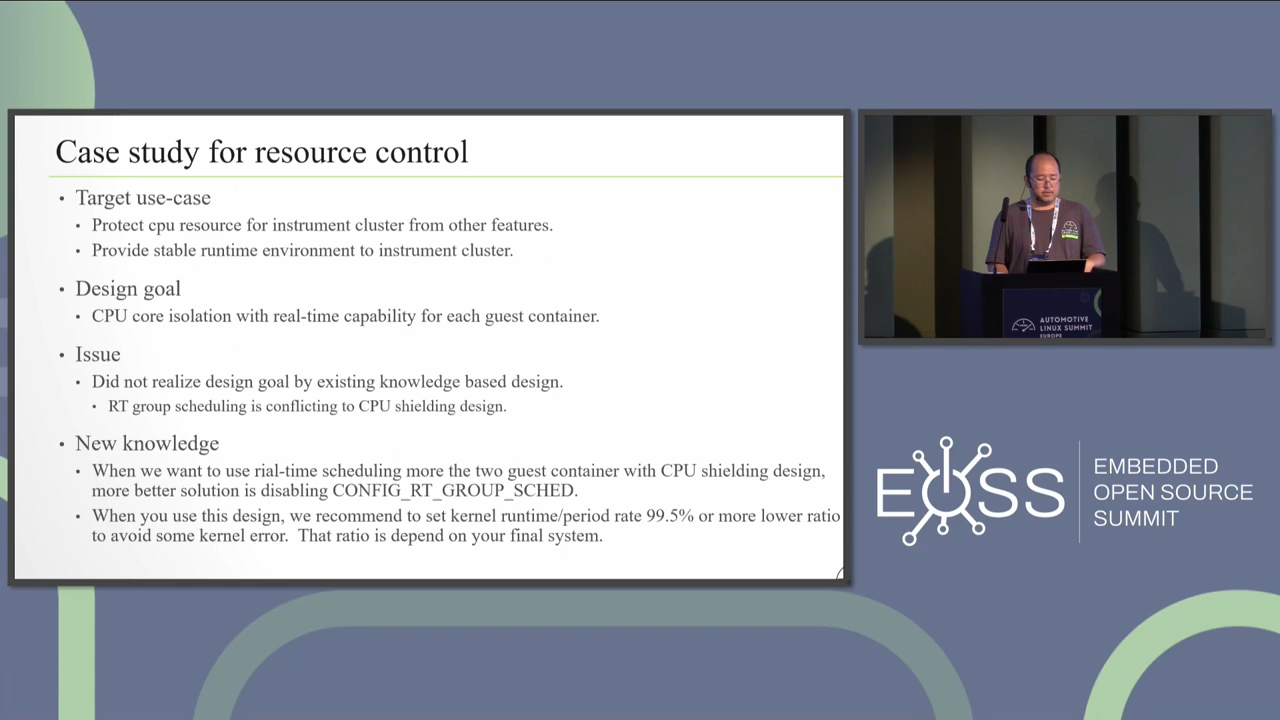 Case study for resource control
• Target use-case
• Protect cpu resource for instrument cluster from other features.
• Provide stable runtime environment to instrument cluster.
• Design goal
• CPU core isolation with real-time capability for each guest container.
• Issue
• Did not realize design goal by existing knowledge based design.
• RT group scheduling is conflicting to CPU shielding design.
• New knowledge
• When we want to use rial-time scheduling more the two guest container with CPU shielding design,
more better solution is disabling CONFIG_RT_GROUP_SCHED.
• When you use this design, we recommend to set kernel runtime/period rate 99.5% or more lower ratio
to avoid some kernel error.  That ratio is depend on your final system.
AUTOMOTIVE
LINUX SUMMIT
EUROPE
EOSS
EMBEDDED
OPEN SOURCE
SUMMIT